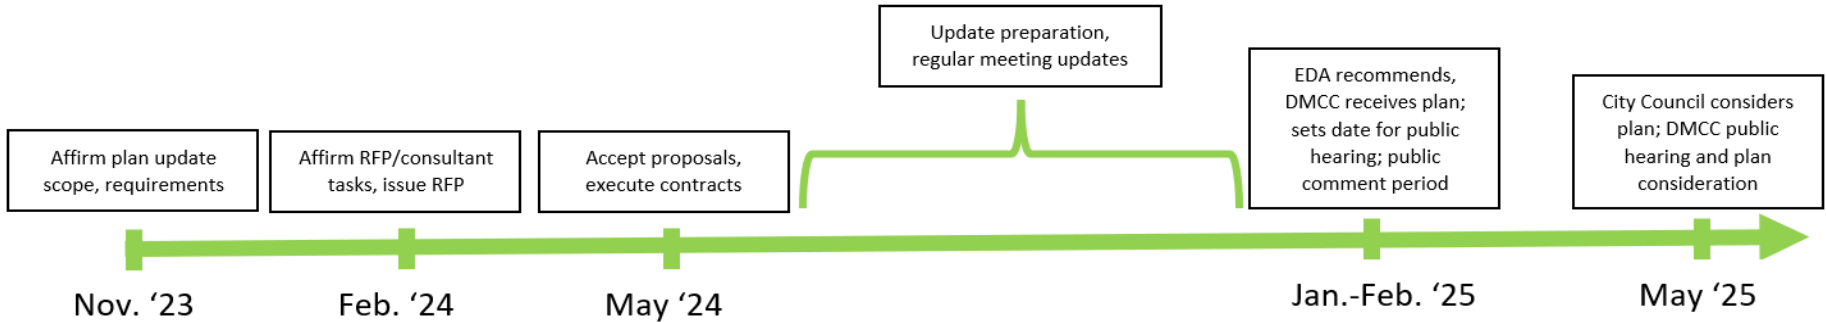 Update preparation,
regular meeting updates
EDA recommends,
DMCC receives plan;
sets date for public
hearing; public
comment period
City Council considers
plan; DMCC public
hearing and plan
consideration
Affirm plan update
scope, requirements
Affirm RFP/consultant
tasks, issue RFP
Accept proposals,
execute contracts
Nov. ‘23
Feb. ‘24
May ‘24
Jan.-Feb. ‘25
May ‘25